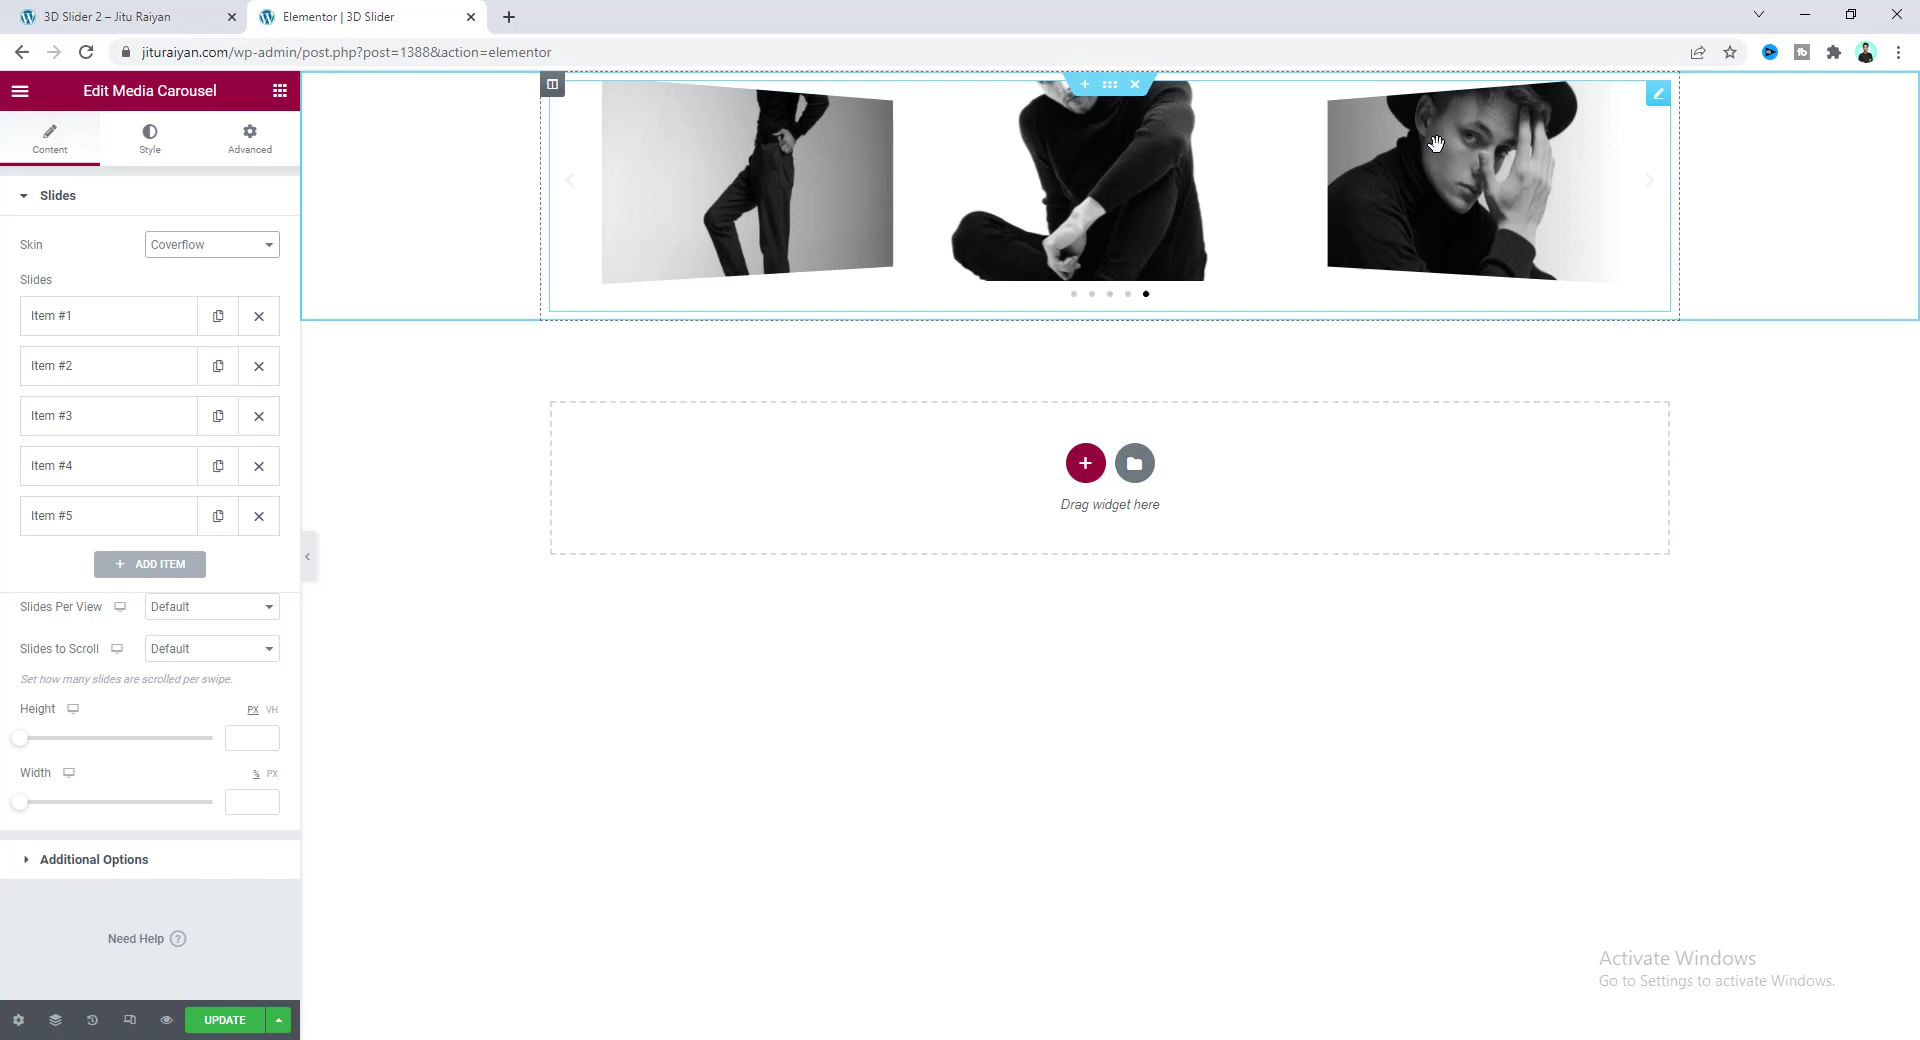 3D Slider 2 – Jitu Raiyan
Elementor | 3D Slider
jituraiyan.com/wp-admin/post.php?post=1388&action=elementor
Edit Media Carousel
Content
Style
Advanced
Slides
Skin
Coverflow
Slides
Item #1
Item #2
Item #3
Item #4
Item #5
+ ADD ITEM
Slides Per View
Default
Slides to Scroll
Default
Set how many slides are scrolled per swipe.
Height
PX VH
Width
% PX
Additional Options
Need Help ?
UPDATE
Drag widget here
Activate Windows
Go to Settings to activate Windows.